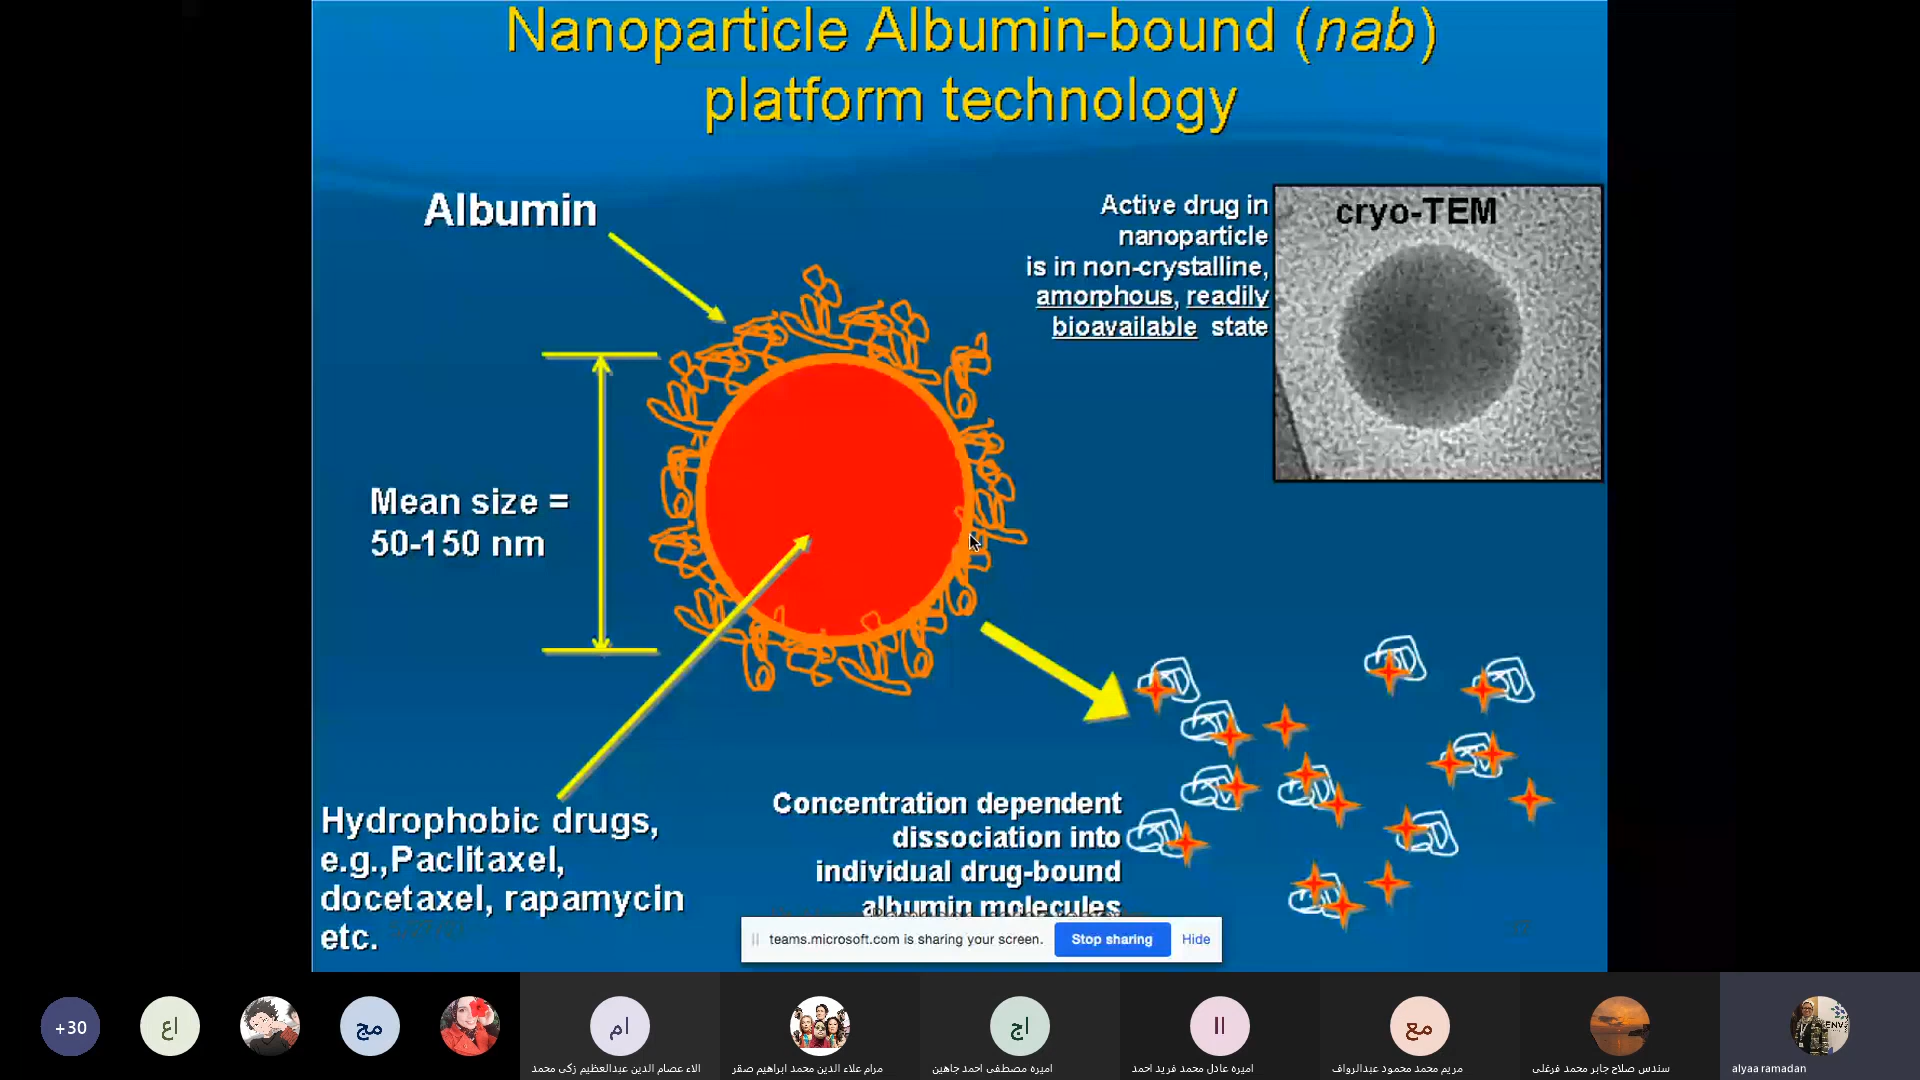 Nanoparticle Albumin-bound (nab)
platform technology
Albumin
Active drug in
nanoparticle
is in non-crystalline,
amorphous, readily
bioavailable state
cryo-TEM
Mean size =
50-150 nm
Hydrophobic drugs,
e.g.,Paclitaxel,
docetaxel, rapamycin
etc.
Concentration dependent
dissociation into
individual drug-bound
albumin molecules
teams.microsoft.com is sharing your screen.
Stop sharing
Hide
+30
اع
مج
ام
اج
اا
مع
الاء عصام الدين عبدالعظيم زكى محمد
مرام علاء الدين محمد ابراهيم صقر
اميره مصطفى احمد جاهين
اميره عادل محمد فريد احمد
مريم محمد محمود عبدالرواف
سندس صلاح جابر محمد فرغلى
alyaa ramadan